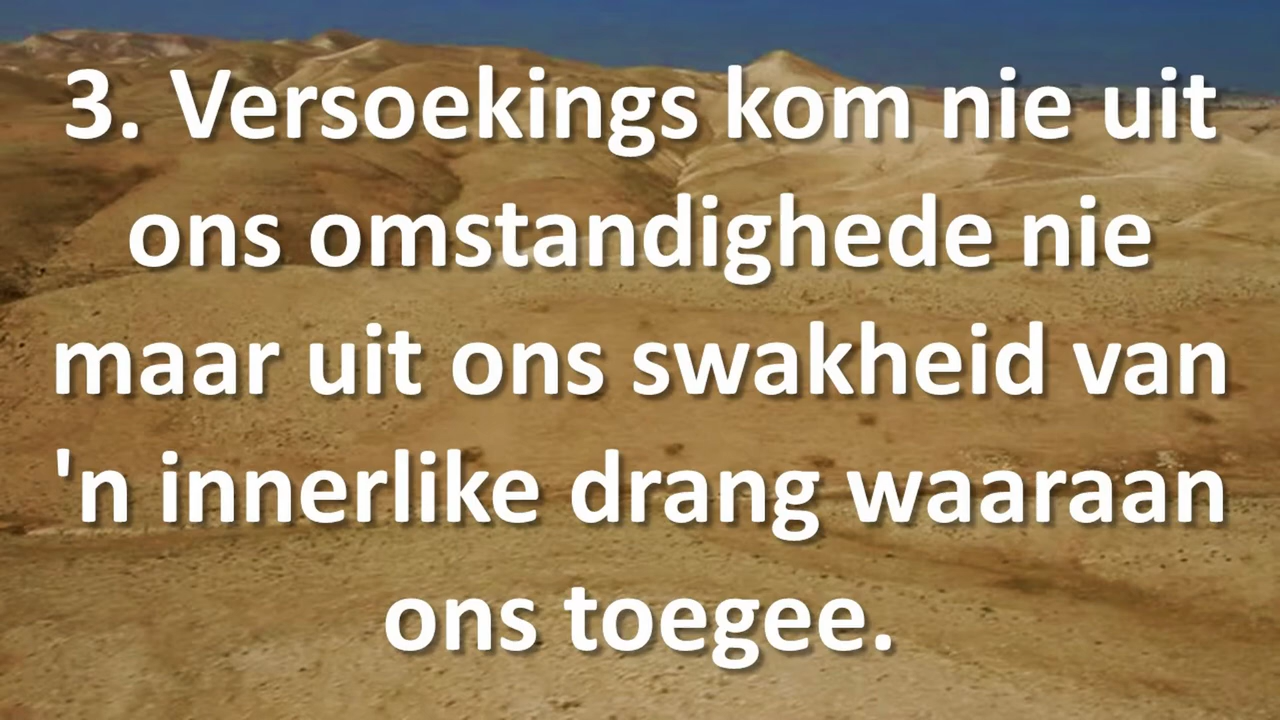 3. Versoekings kom nie uit
ons omstandighede nie
maar uit ons swakheid van
'n innerlike drang waaraan
ons toegee.